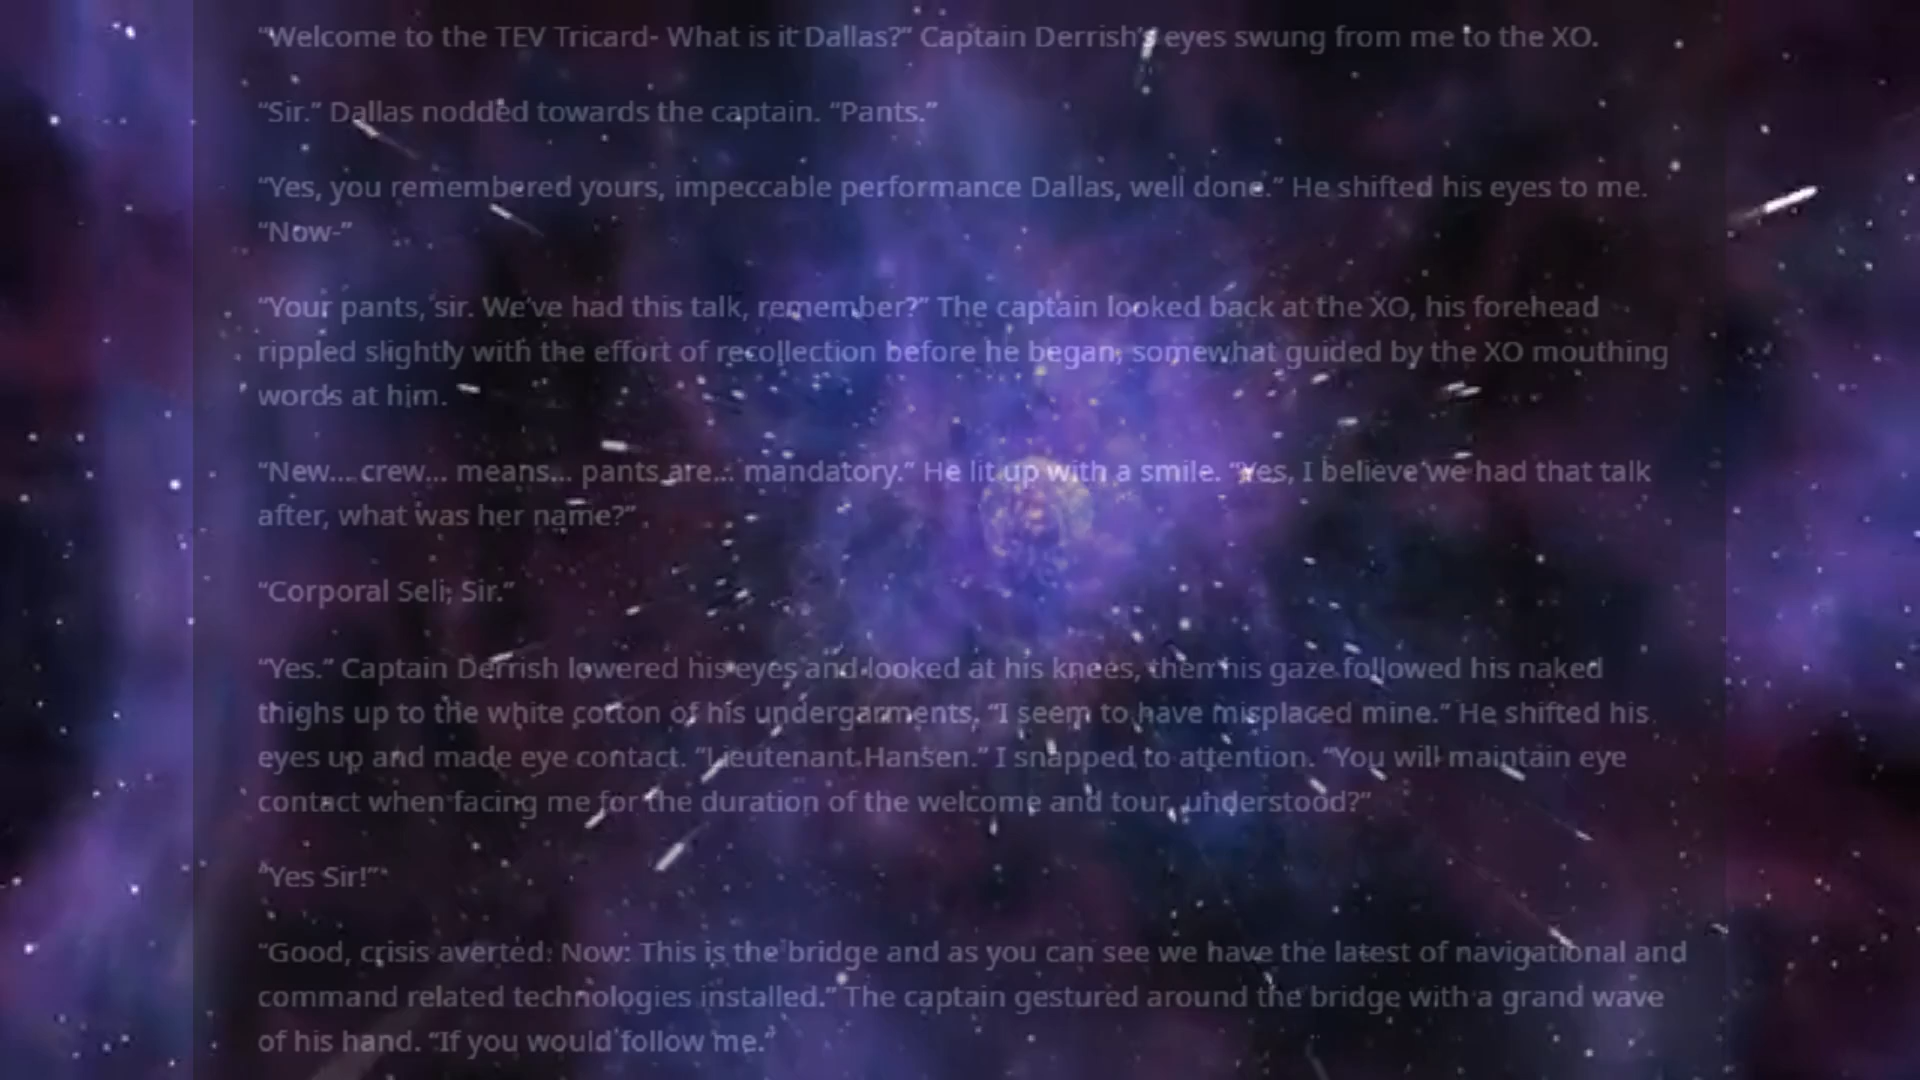 “Welcome to the TEV Tricard- What is it Dallas?” Captain Derrish’s eyes swung from me to the XO.
“Sir.” Dallas nodded towards the captain. “Pants.”
“Yes, you remembered yours, impeccable performance Dallas, well done.” He shifted his eyes to me.
“Now-”
“Your pants, sir. We’ve had this talk, remember?” The captain looked back at the XO, his forehead
rippled slightly with the effort of recollection before he began, somewhat guided by the XO mouthing
words at him.
“New... crew... means... pants are... mandatory.” He lit up with a smile. “Yes, I believe we had that talk
after, what was her name?”
“Corporal Seli, Sir.”
“Yes.” Captain Derrish lowered his eyes and looked at his knees, then his gaze followed his naked
thighs up to the white cotton of his undergarments. “I seem to have misplaced mine.” He shifted his
eyes up and made eye contact. “Lieutenant Hansen.” I snapped to attention. “You will maintain eye
contact when facing me for the duration of the welcome and tour, understood?”
“Yes Sir!”
“Good, crisis averted. Now: This is the bridge and as you can see we have the latest of navigational and
command related technologies installed.” The captain gestured around the bridge with a grand wave
of his hand. “If you would follow me.”